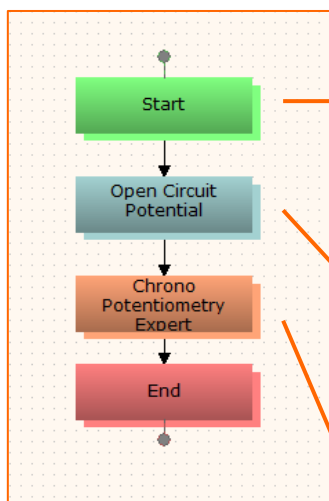 Start
Open Circuit
Potential
Chrono
Potentiometry
Expert
End